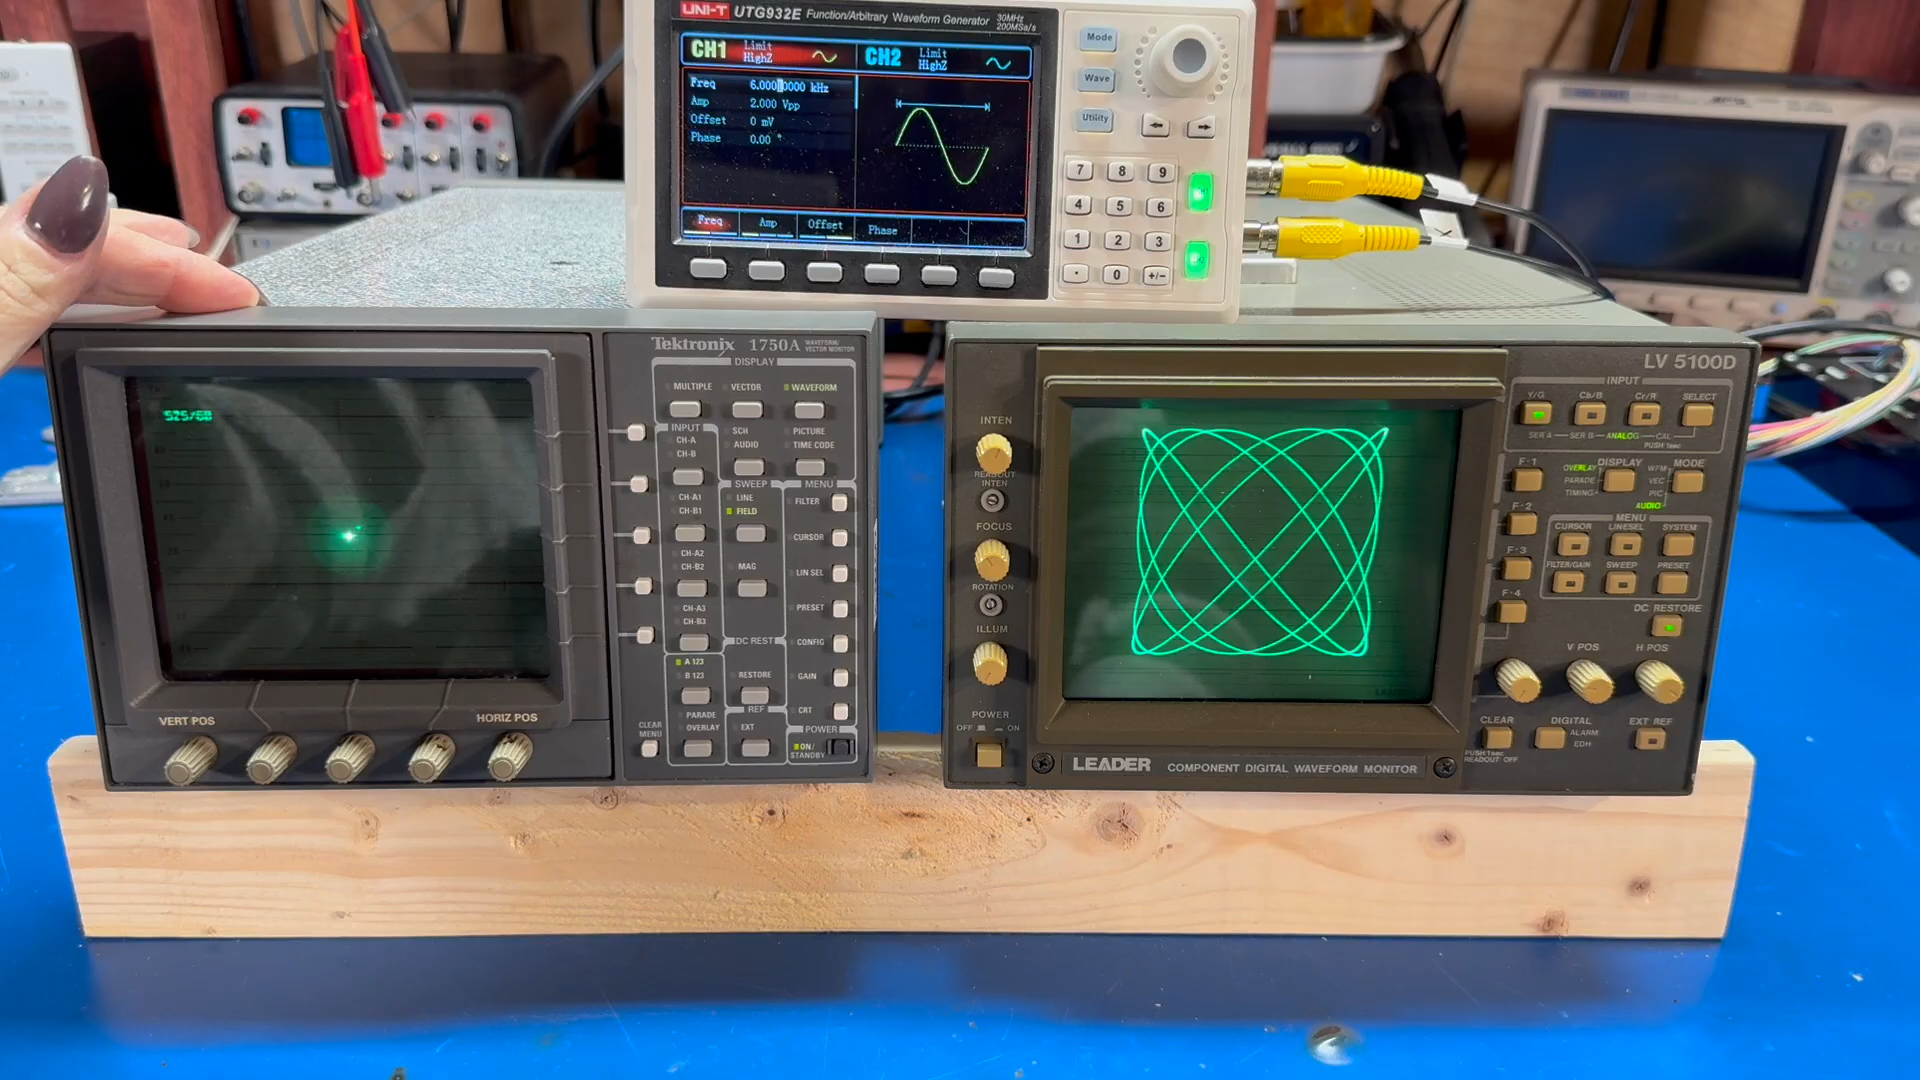 UNI-T UTG932E Function/Arbitrary Waveform Generator 30MHz 200MSa/s
CH1 Limit HighZ
CH2 Limit HighZ
Freq 6.00000000 kHz
Amp 2.000 Vpp
Offset 0 mV
Phase 0.00 °
Freq Amp Offset Phase
Mode
Wave
Utility
7 8 9
4 5 6
1 2 3
. 0 +/-
X
Tektronix 1750A WAVEFORM/VECTOR MONITOR
DISPLAY
MULTIPLE VECTOR WAVEFORM
SCH AUDIO
PICTURE TIME CODE
INPUT
CH-A
CH-B
CH-A1
CH-B1
CH-A2
CH-B2
CH-A3
CH-B3
A 123
B 123
PARADE
OVERLAY
SWEEP
LINE
FIELD
MAG
DC REST
RESTORE
REF
EXT
MENU
FILTER
CURSOR
LIN SEL
PRESET
CONFIG
GAIN
CRT
POWER
ON/STANDBY
CLEAR MENU
525/60
VERT POS
HORIZ POS
LV 5100D
INPUT
Y/G Cb/B Cr/R SELECT
SER A SER B ANALOG CAL
PUSH 1sec
F·1
F·2
F·3
F·4
DISPLAY
OVERLAY
PARADE
TIMING
MODE
WFM
VEC
PIC
AUDIO
MENU
CURSOR LINESEL SYSTEM
FILTER/GAIN SWEEP PRESET
DC RESTORE
V POS H POS
CLEAR
PUSH 1sec
READOUT OFF
DIGITAL
ALARM
EDH
EXT REF
INTEN
READOUT INTEN
FOCUS
ROTATION
ILLUM
POWER
OFF ON
LEADER COMPONENT DIGITAL WAVEFORM MONITOR